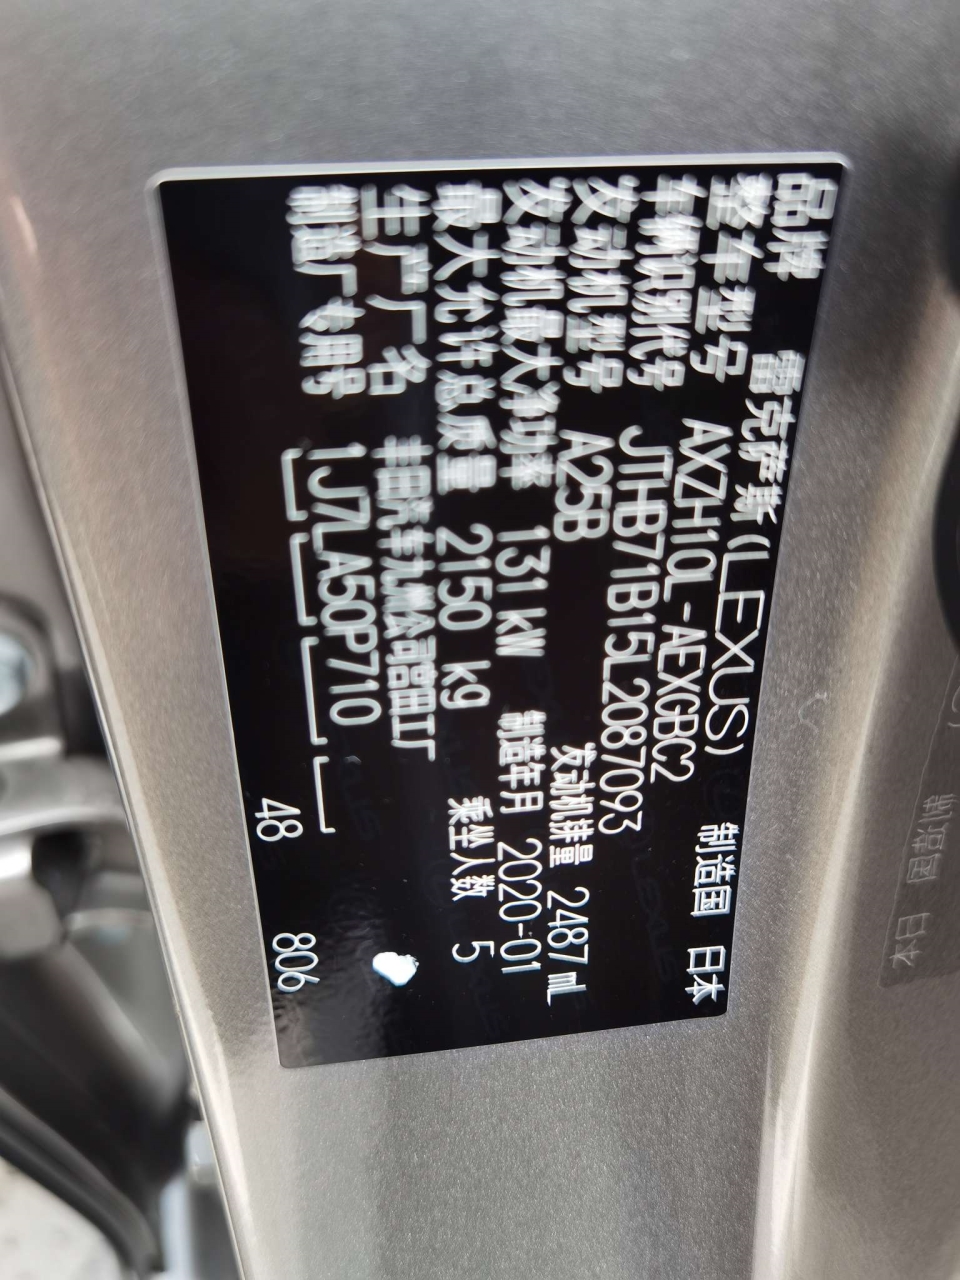 品牌 雷克萨斯(LEXUS) 制造国 日本
整车型号 AXZH10L-AEXGBC2
车辆识别代号 JTHB71B15L2087093
发动机型号 A25B 发动机排量 2487 mL
发动机最大净功率 131 kW 制造年月 2020-01
最大允许总质量 2150 kg 乘坐人数 5
生产厂名 丰田汽车九州公司宫田工厂
制造厂专用号 1J7LA50P710
48 806